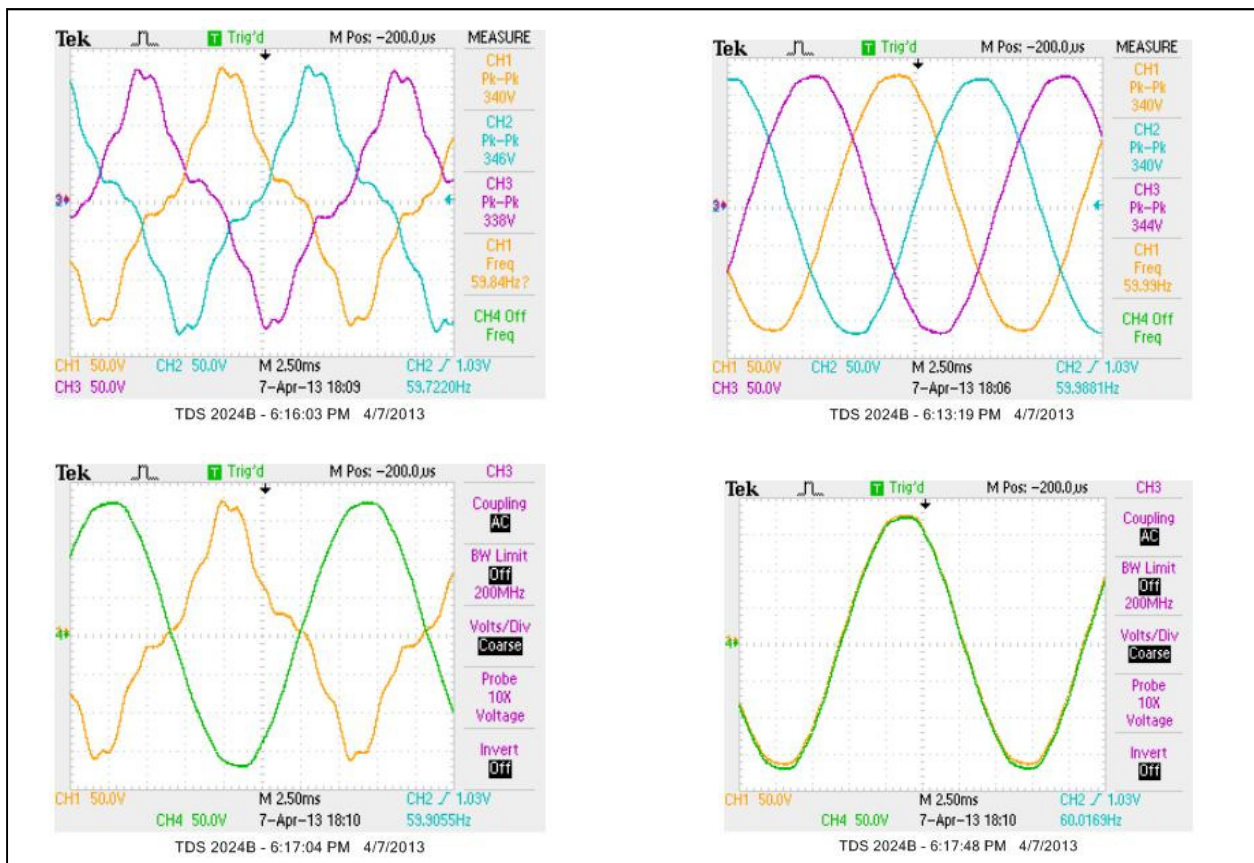 Tek Trig'd M Pos: -200.0µs MEASURE
CH1
Pk-Pk
340V
CH2
Pk-Pk
346V
CH3
Pk-Pk
338V
CH1
Freq
59.84Hz?
CH4 Off
Freq
CH1 50.0V CH2 50.0V M 2.50ms CH2 1.03V
CH3 50.0V 7-Apr-13 18:09 59.7220Hz
TDS 2024B - 6:16:03 PM 4/7/2013
Tek Trig'd M Pos: -200.0µs MEASURE
CH1
Pk-Pk
340V
CH2
Pk-Pk
340V
CH3
Pk-Pk
344V
CH1
Freq
59.99Hz
CH4 Off
Freq
CH1 50.0V CH2 50.0V M 2.50ms CH2 1.03V
CH3 50.0V 7-Apr-13 18:06 59.9881Hz
TDS 2024B - 6:13:19 PM 4/7/2013
Tek Trig'd M Pos: -200.0µs CH3
Coupling
AC
BW Limit
Off
200MHz
Volts/Div
Coarse
Probe
10X
Voltage
Invert
Off
CH1 50.0V M 2.50ms CH2 1.03V
CH4 50.0V 7-Apr-13 18:10 59.9055Hz
TDS 2024B - 6:17:04 PM 4/7/2013
Tek Trig'd M Pos: -200.0µs CH3
Coupling
AC
BW Limit
Off
200MHz
Volts/Div
Coarse
Probe
10X
Voltage
Invert
Off
CH1 50.0V M 2.50ms CH2 1.03V
CH4 50.0V 7-Apr-13 18:10 60.0169Hz
TDS 2024B - 6:17:48 PM 4/7/2013